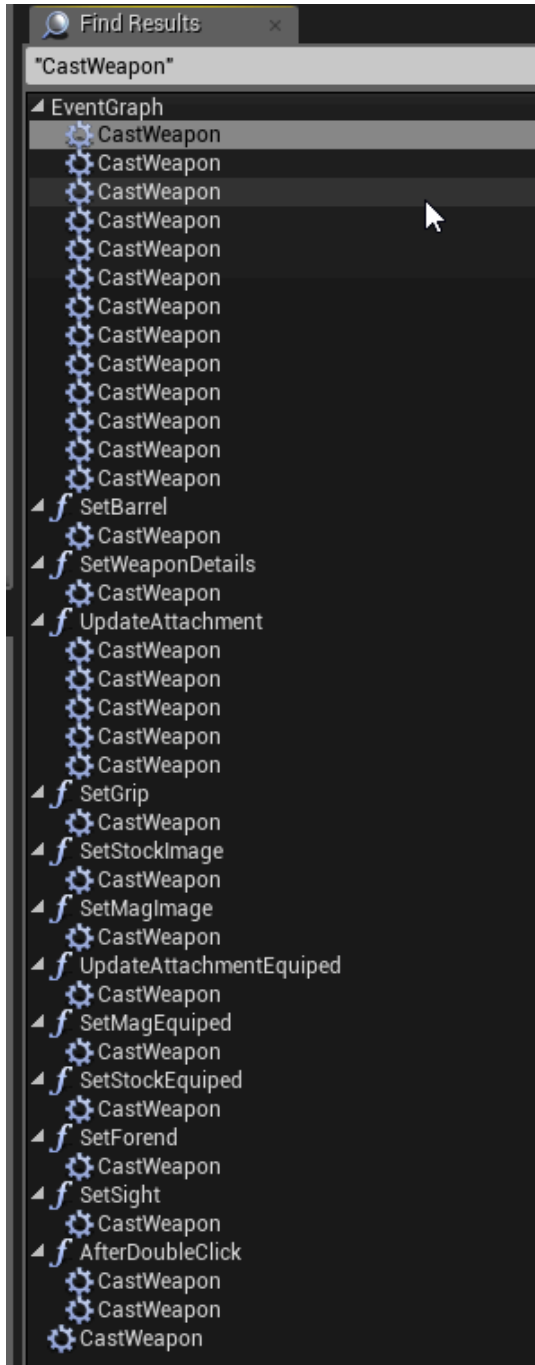 Find Results
"CastWeapon"
EventGraph
CastWeapon
CastWeapon
CastWeapon
CastWeapon
CastWeapon
CastWeapon
CastWeapon
CastWeapon
CastWeapon
CastWeapon
CastWeapon
CastWeapon
CastWeapon
SetBarrel
CastWeapon
SetWeaponDetails
CastWeapon
UpdateAttachment
CastWeapon
CastWeapon
CastWeapon
CastWeapon
CastWeapon
SetGrip
CastWeapon
SetStockImage
CastWeapon
SetMagImage
CastWeapon
UpdateAttachmentEquiped
CastWeapon
SetMagEquiped
CastWeapon
SetStockEquiped
CastWeapon
SetForend
CastWeapon
SetSight
CastWeapon
AfterDoubleClick
CastWeapon
CastWeapon
CastWeapon